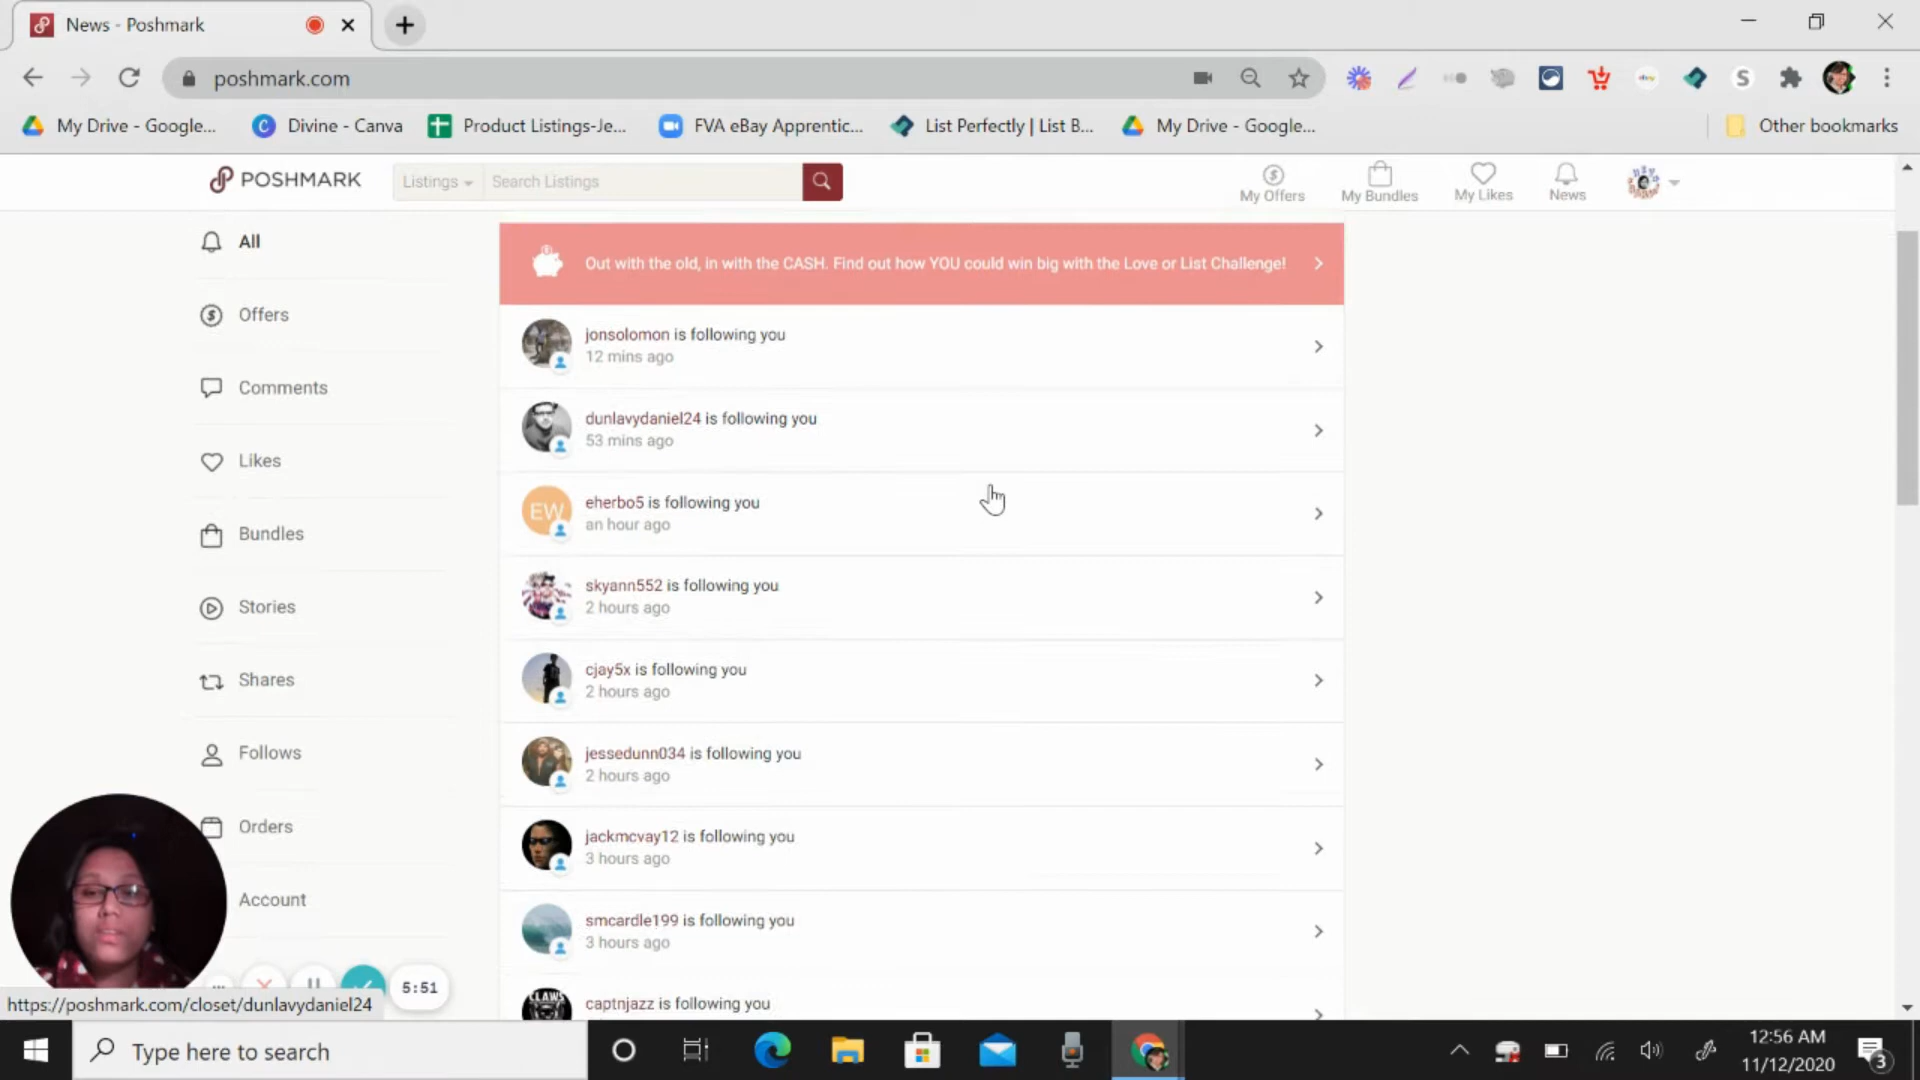 News - Poshmark
poshmark.com
My Drive - Google...
Divine - Canva
Product Listings-Je...
FVA eBay Apprentic...
List Perfectly | List B...
My Drive - Google...
Other bookmarks
POSHMARK
Listings
Search Listings
My Offers
My Bundles
My Likes
News
All
Offers
Comments
Likes
Bundles
Stories
Shares
Follows
Orders
Account
Out with the old, in with the CASH. Find out how YOU could win big with the Love or List Challenge!
jonsolomon is following you
12 mins ago
dunlavydaniel24 is following you
53 mins ago
EW
eherbo5 is following you
an hour ago
skyann552 is following you
2 hours ago
cjay5x is following you
2 hours ago
jessedunn034 is following you
2 hours ago
jackmcvay12 is following you
3 hours ago
smcardle199 is following you
3 hours ago
CLAWS
captnjazz is following you
5:51
https://poshmark.com/closet/dunlavydaniel24
Type here to search
12:56 AM
11/12/2020
3